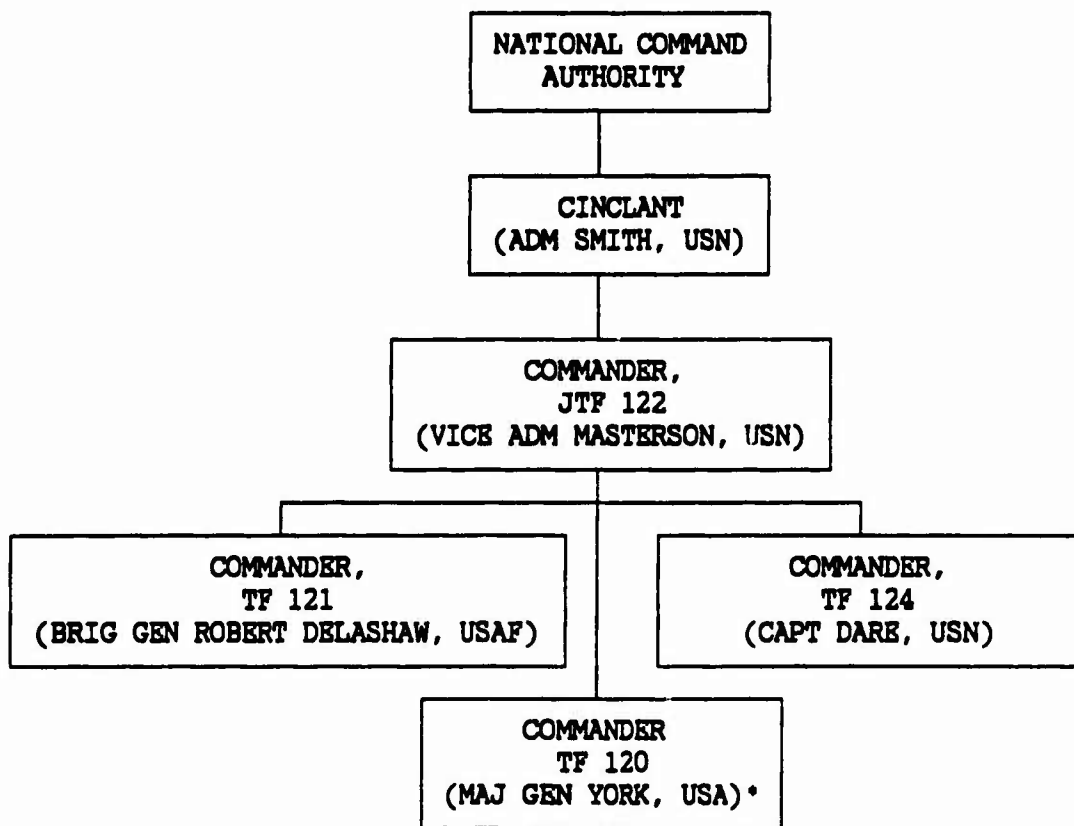 NATIONAL COMMAND
AUTHORITY
CINCLANT
(ADM SMITH, USN)
COMMANDER,
JTF 122
(VICE ADM MASTERSON, USN)
COMMANDER,
TF 121
(BRIG GEN ROBERT DELASHAW, USAF)
COMMANDER,
TF 124
(CAPT DARE, USN)
COMMANDER
TF 120
(MAJ GEN YORK, USA)*